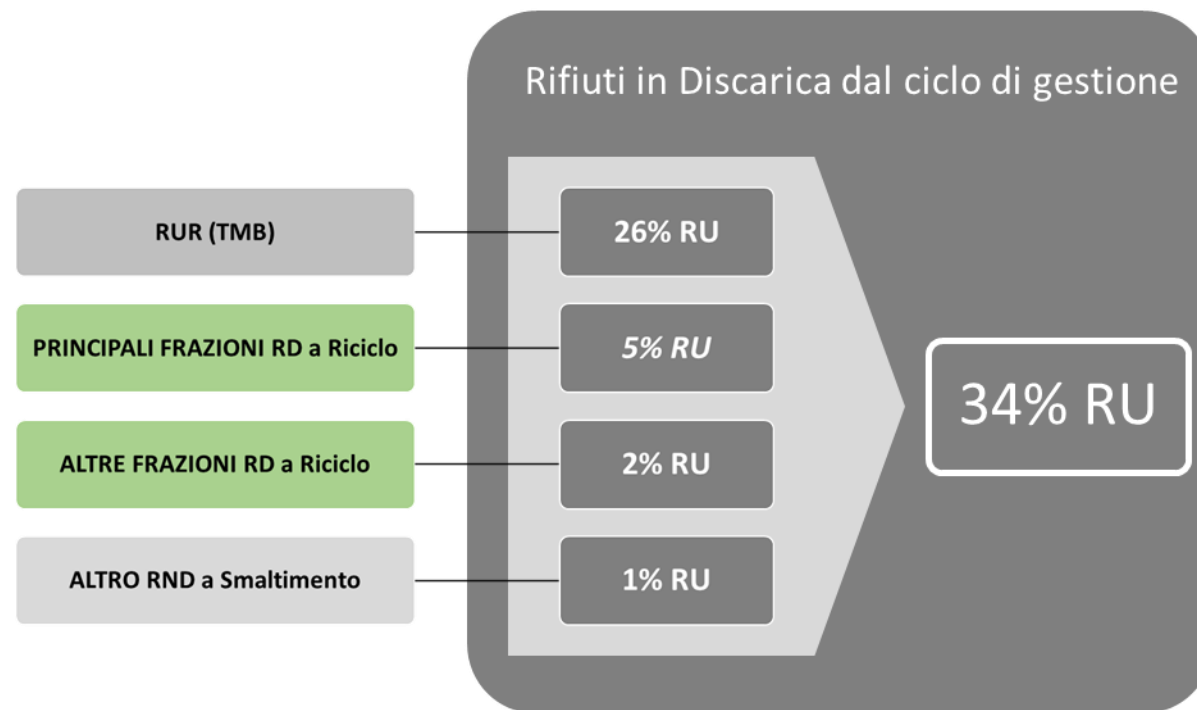 Rifiuti in Discarica dal ciclo di gestione
RUR (TMB)
26% RU
PRINCIPALI FRAZIONI RD a Riciclo
5% RU
ALTRE FRAZIONI RD a Riciclo
2% RU
ALTRO RND a Smaltimento
1% RU
34% RU